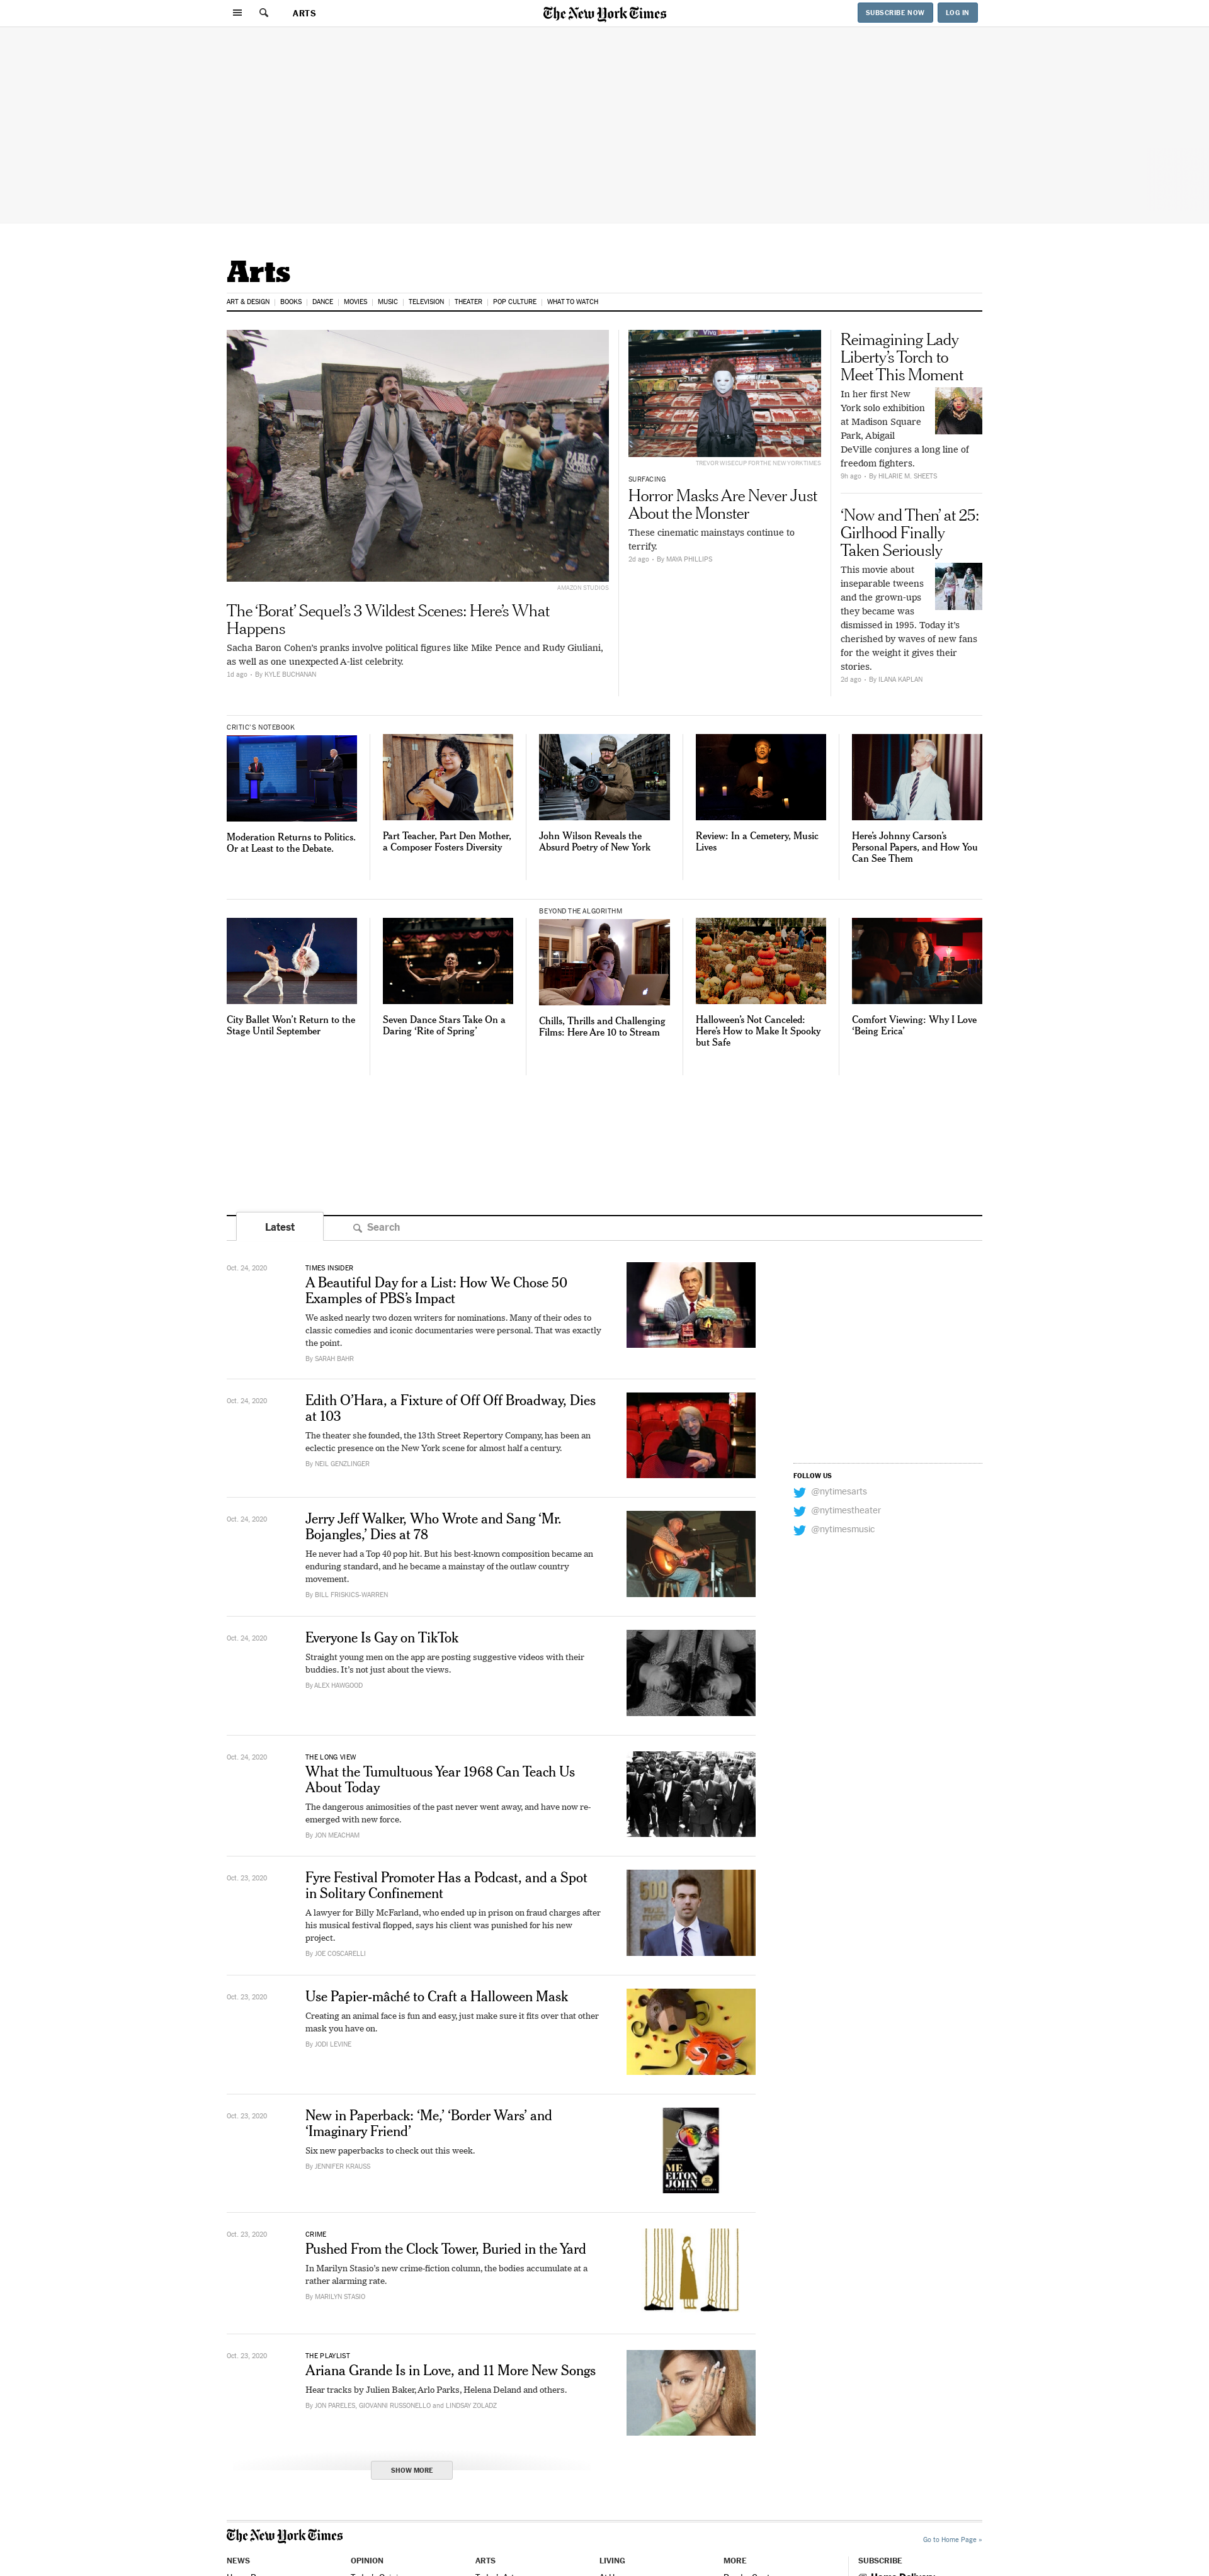 ARTS
The New York Times
SUBSCRIBE NOW
LOG IN
Arts
ART & DESIGN
BOOKS
DANCE
MOVIES
MUSIC
TELEVISION
THEATER
POP CULTURE
WHAT TO WATCH
AMAZON STUDIOS
The ‘Borat’ Sequel’s 3 Wildest Scenes: Here’s What
Happens
Sacha Baron Cohen’s pranks involve political figures like Mike Pence and Rudy Giuliani,
as well as one unexpected A-list celebrity.
1d ago • By KYLE BUCHANAN
TREVOR WISECUP FOR THE NEW YORK TIMES
SURFACING
Horror Masks Are Never Just
About the Monster
These cinematic mainstays continue to
terrify.
2d ago • By MAYA PHILLIPS
Reimagining Lady
Liberty’s Torch to
Meet This Moment
In her first New
York solo exhibition
at Madison Square
Park, Abigail
DeVille conjures a long line of
freedom fighters.
9h ago • By HILARIE M. SHEETS
‘Now and Then’ at 25:
Girlhood Finally
Taken Seriously
This movie about
inseparable tweens
and the grown-ups
they became was
dismissed in 1995. Today it’s
cherished by waves of new fans
for the weight it gives their
stories.
2d ago • By ILANA KAPLAN
CRITIC’S NOTEBOOK
Moderation Returns to Politics.
Or at Least to the Debate.
Part Teacher, Part Den Mother,
a Composer Fosters Diversity
John Wilson Reveals the
Absurd Poetry of New York
Review: In a Cemetery, Music
Lives
Here’s Johnny Carson’s
Personal Papers, and How You
Can See Them
City Ballet Won’t Return to the
Stage Until September
Seven Dance Stars Take On a
Daring ‘Rite of Spring’
BEYOND THE ALGORITHM
Chills, Thrills and Challenging
Films: Here Are 10 to Stream
Halloween’s Not Canceled:
Here’s How to Make It Spooky
but Safe
Comfort Viewing: Why I Love
‘Being Erica’
Latest
Search
Oct. 24, 2020
TIMES INSIDER
A Beautiful Day for a List: How We Chose 50
Examples of PBS’s Impact
We asked nearly two dozen writers for nominations. Many of their odes to
classic comedies and iconic documentaries were personal. That was exactly
the point.
By SARAH BAHR
Oct. 24, 2020
Edith O’Hara, a Fixture of Off Off Broadway, Dies
at 103
The theater she founded, the 13th Street Repertory Company, has been an
eclectic presence on the New York scene for almost half a century.
By NEIL GENZLINGER
FOLLOW US
@nytimesarts
@nytimestheater
@nytimesmusic
Oct. 24, 2020
Jerry Jeff Walker, Who Wrote and Sang ‘Mr.
Bojangles,’ Dies at 78
He never had a Top 40 pop hit. But his best-known composition became an
enduring standard, and he became a mainstay of the outlaw country
movement.
By BILL FRISKICS-WARREN
Oct. 24, 2020
Everyone Is Gay on TikTok
Straight young men on the app are posting suggestive videos with their
buddies. It’s not just about the views.
By ALEX HAWGOOD
Oct. 24, 2020
THE LONG VIEW
What the Tumultuous Year 1968 Can Teach Us
About Today
The dangerous animosities of the past never went away, and have now re-
emerged with new force.
By JON MEACHAM
Oct. 23, 2020
Fyre Festival Promoter Has a Podcast, and a Spot
in Solitary Confinement
A lawyer for Billy McFarland, who ended up in prison on fraud charges after
his musical festival flopped, says his client was punished for his new
project.
By JOE COSCARELLI
500
Oct. 23, 2020
Use Papier-mâché to Craft a Halloween Mask
Creating an animal face is fun and easy, just make sure it fits over that other
mask you have on.
By JODI LEVINE
Oct. 23, 2020
New in Paperback: ‘Me,’ ‘Border Wars’ and
‘Imaginary Friend’
Six new paperbacks to check out this week.
By JENNIFER KRAUSS
ME
ELTON
JOHN
Oct. 23, 2020
CRIME
Pushed From the Clock Tower, Buried in the Yard
In Marilyn Stasio’s new crime-fiction column, the bodies accumulate at a
rather alarming rate.
By MARILYN STASIO
Oct. 23, 2020
THE PLAYLIST
Ariana Grande Is in Love, and 11 More New Songs
Hear tracks by Julien Baker, Arlo Parks, Helena Deland and others.
By JON PARELES, GIOVANNI RUSSONELLO and LINDSAY ZOLADZ
SHOW MORE
The New York Times
Go to Home Page »
NEWS
OPINION
ARTS
LIVING
MORE
SUBSCRIBE